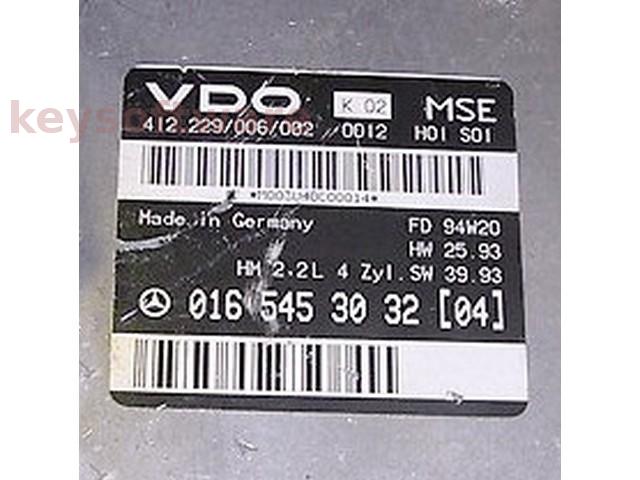 VDO K 02 MSE
412.229/006/002 0012 H01 S01
Made in Germany FD 94W20
HW 25.93
HM 2.2L 4 Zyl. SW 39.93
016 545 30 32 [04]